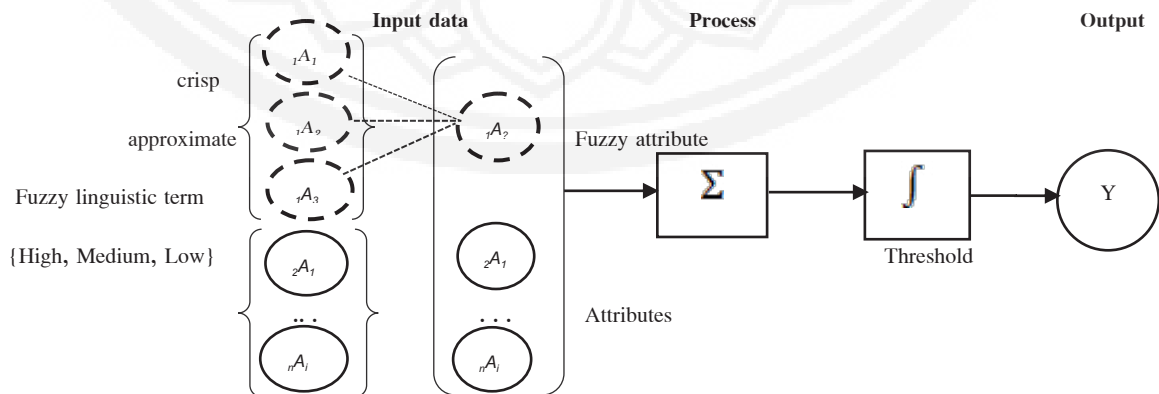 Input data Process Output
₁A₁
crisp
₁A₂ ₁A?
approximate Fuzzy attribute
Σ ∫ Y
Fuzzy linguistic term ₁A₃
{High, Medium, Low} ₂A₁ ₂A₁ Threshold
... ... Attributes
ₙAᵢ ₙAᵢ